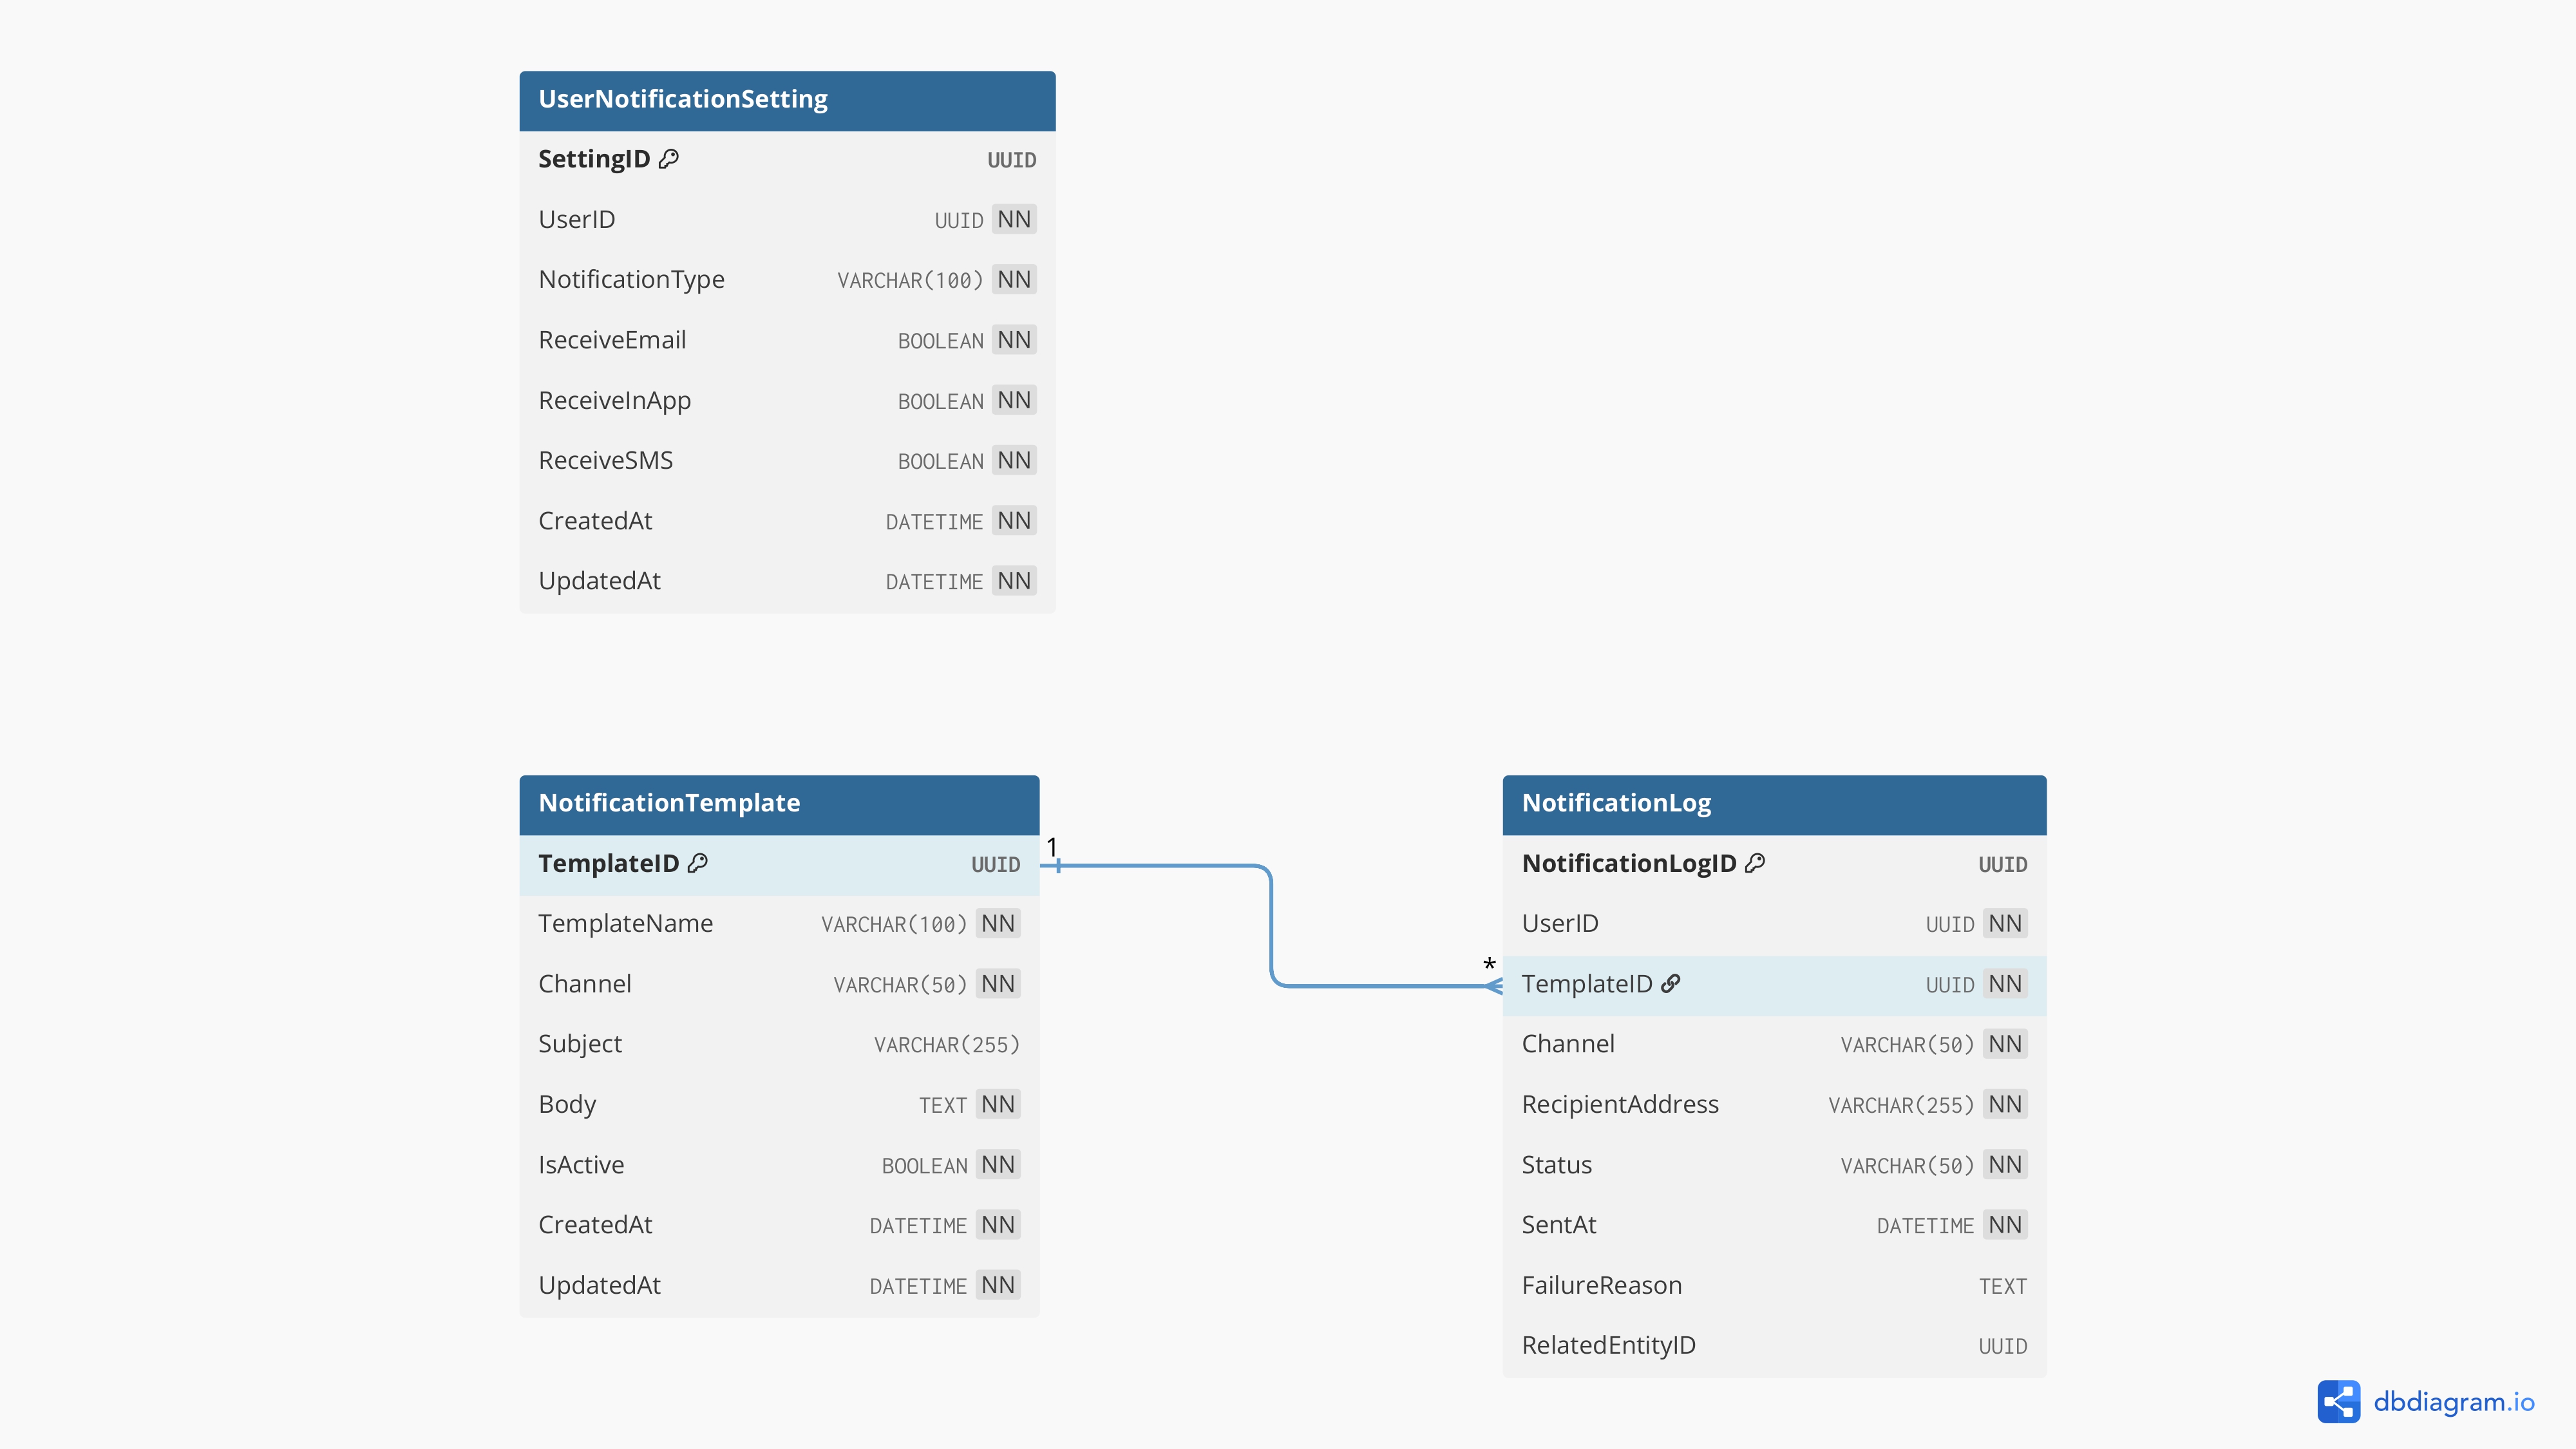 UserNotificationSetting
SettingID UUID
UserID UUID NN
NotificationType VARCHAR(100) NN
ReceiveEmail BOOLEAN NN
ReceiveInApp BOOLEAN NN
ReceiveSMS BOOLEAN NN
CreatedAt DATETIME NN
UpdatedAt DATETIME NN
NotificationTemplate
TemplateID UUID
TemplateName VARCHAR(100) NN
Channel VARCHAR(50) NN
Subject VARCHAR(255)
Body TEXT NN
IsActive BOOLEAN NN
CreatedAt DATETIME NN
UpdatedAt DATETIME NN
1
*
NotificationLog
NotificationLogID UUID
UserID UUID NN
TemplateID UUID NN
Channel VARCHAR(50) NN
RecipientAddress VARCHAR(255) NN
Status VARCHAR(50) NN
SentAt DATETIME NN
FailureReason TEXT
RelatedEntityID UUID
dbdiagram.io